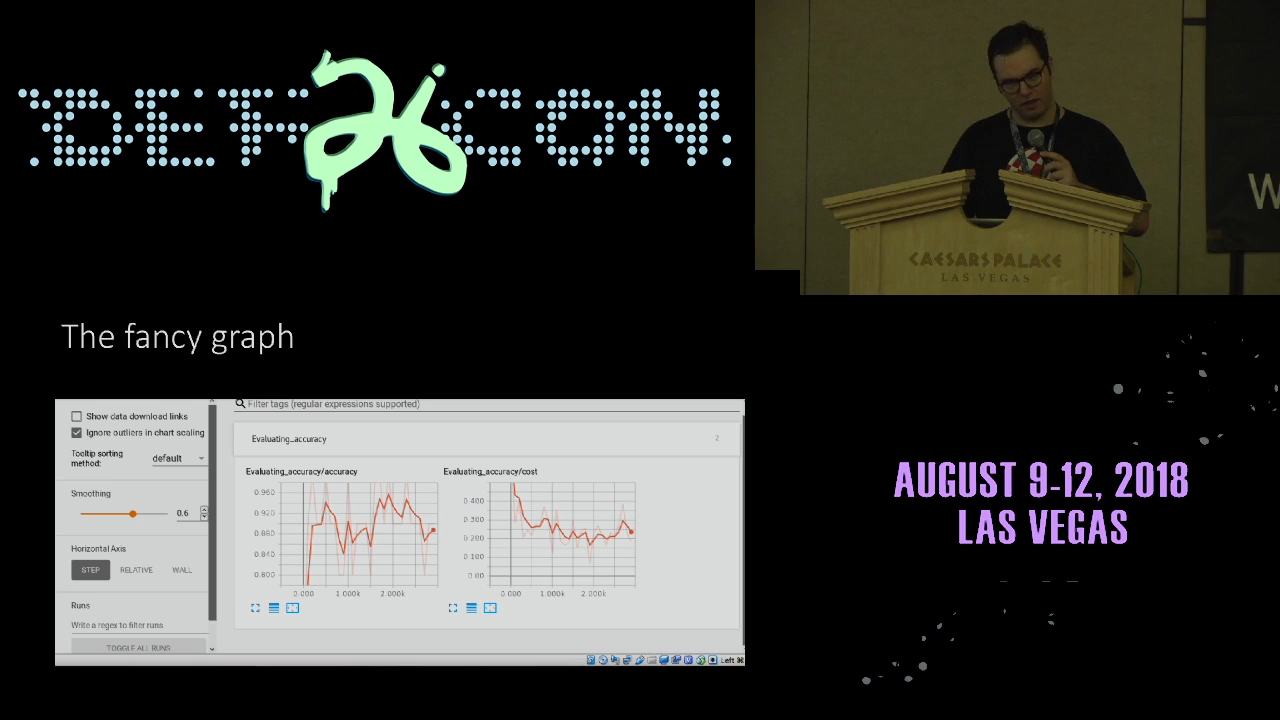 DEF 26 CON
W
CAESARS PALACE
LAS VEGAS
The fancy graph
Show data download links
Ignore outliers in chart scaling
Tooltip sorting
method:
default
Smoothing
0.6
Horizontal Axis
STEP RELATIVE WALL
Runs
Write a regex to filter runs
TOGGLE ALL RUNS
Filter tags (regular expressions supported)
Evaluating_accuracy
2
Evaluating_accuracy/accuracy
0.960
0.920
0.880
0.840
0.800
0.000 1.000k 2.000k
Evaluating_accuracy/cost
0.400
0.300
0.200
0.100
0.00
0.000 1.000k 2.000k
Left ⌘
AUGUST 9-12, 2018
LAS VEGAS